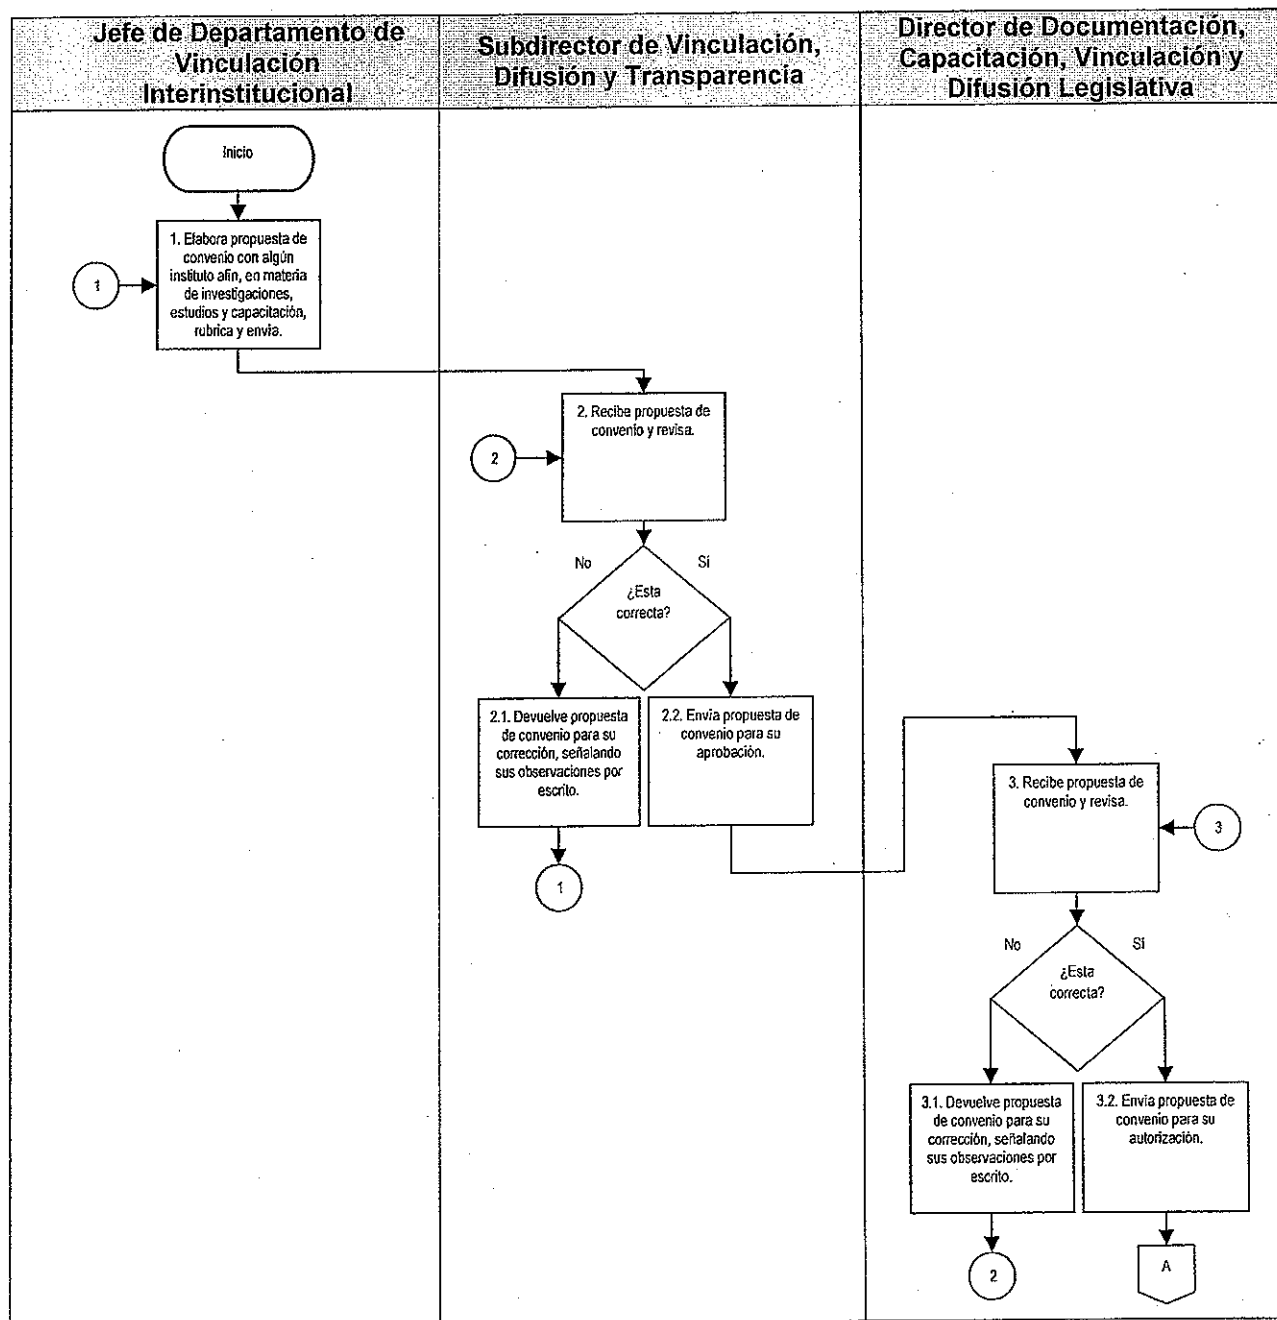 Jefe de Departamento de
Vinculación
Interinstitucional
Subdirector de Vinculación,
Difusión y Transparencia
Director de Documentación,
Capacitación, Vinculación y
Difusión Legislativa
Inicio
1
1. Elabora propuesta de
convenio con algún
instituto afin, en materia
de investigaciones,
estudios y capacitación,
rubrica y envia.
2
2. Recibe propuesta de
convenio y revisa.
No
Sí
¿Esta
correcta?
2.1. Devuelve propuesta
de convenio para su
corrección, señalando
sus observaciones por
escrito.
1
2.2. Envia propuesta de
convenio para su
aprobación.
3. Recibe propuesta de
convenio y revisa.
3
No
Sí
¿Esta
correcta?
3.1. Devuelve propuesta
de convenio para su
corrección, señalando
sus observaciones por
escrito.
2
3.2. Envia propuesta de
convenio para su
autorización.
A